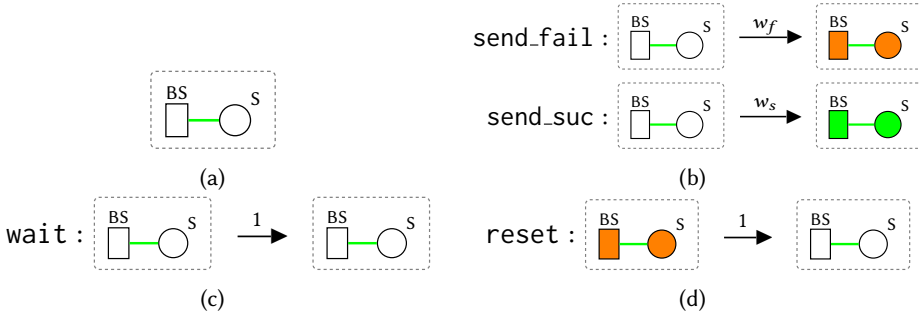 BS S
(a)
send_fail : BS S w_f BS S
send_suc : BS S w_s BS S
(b)
wait : BS S 1 BS S
(c)
reset : BS S 1 BS S
(d)